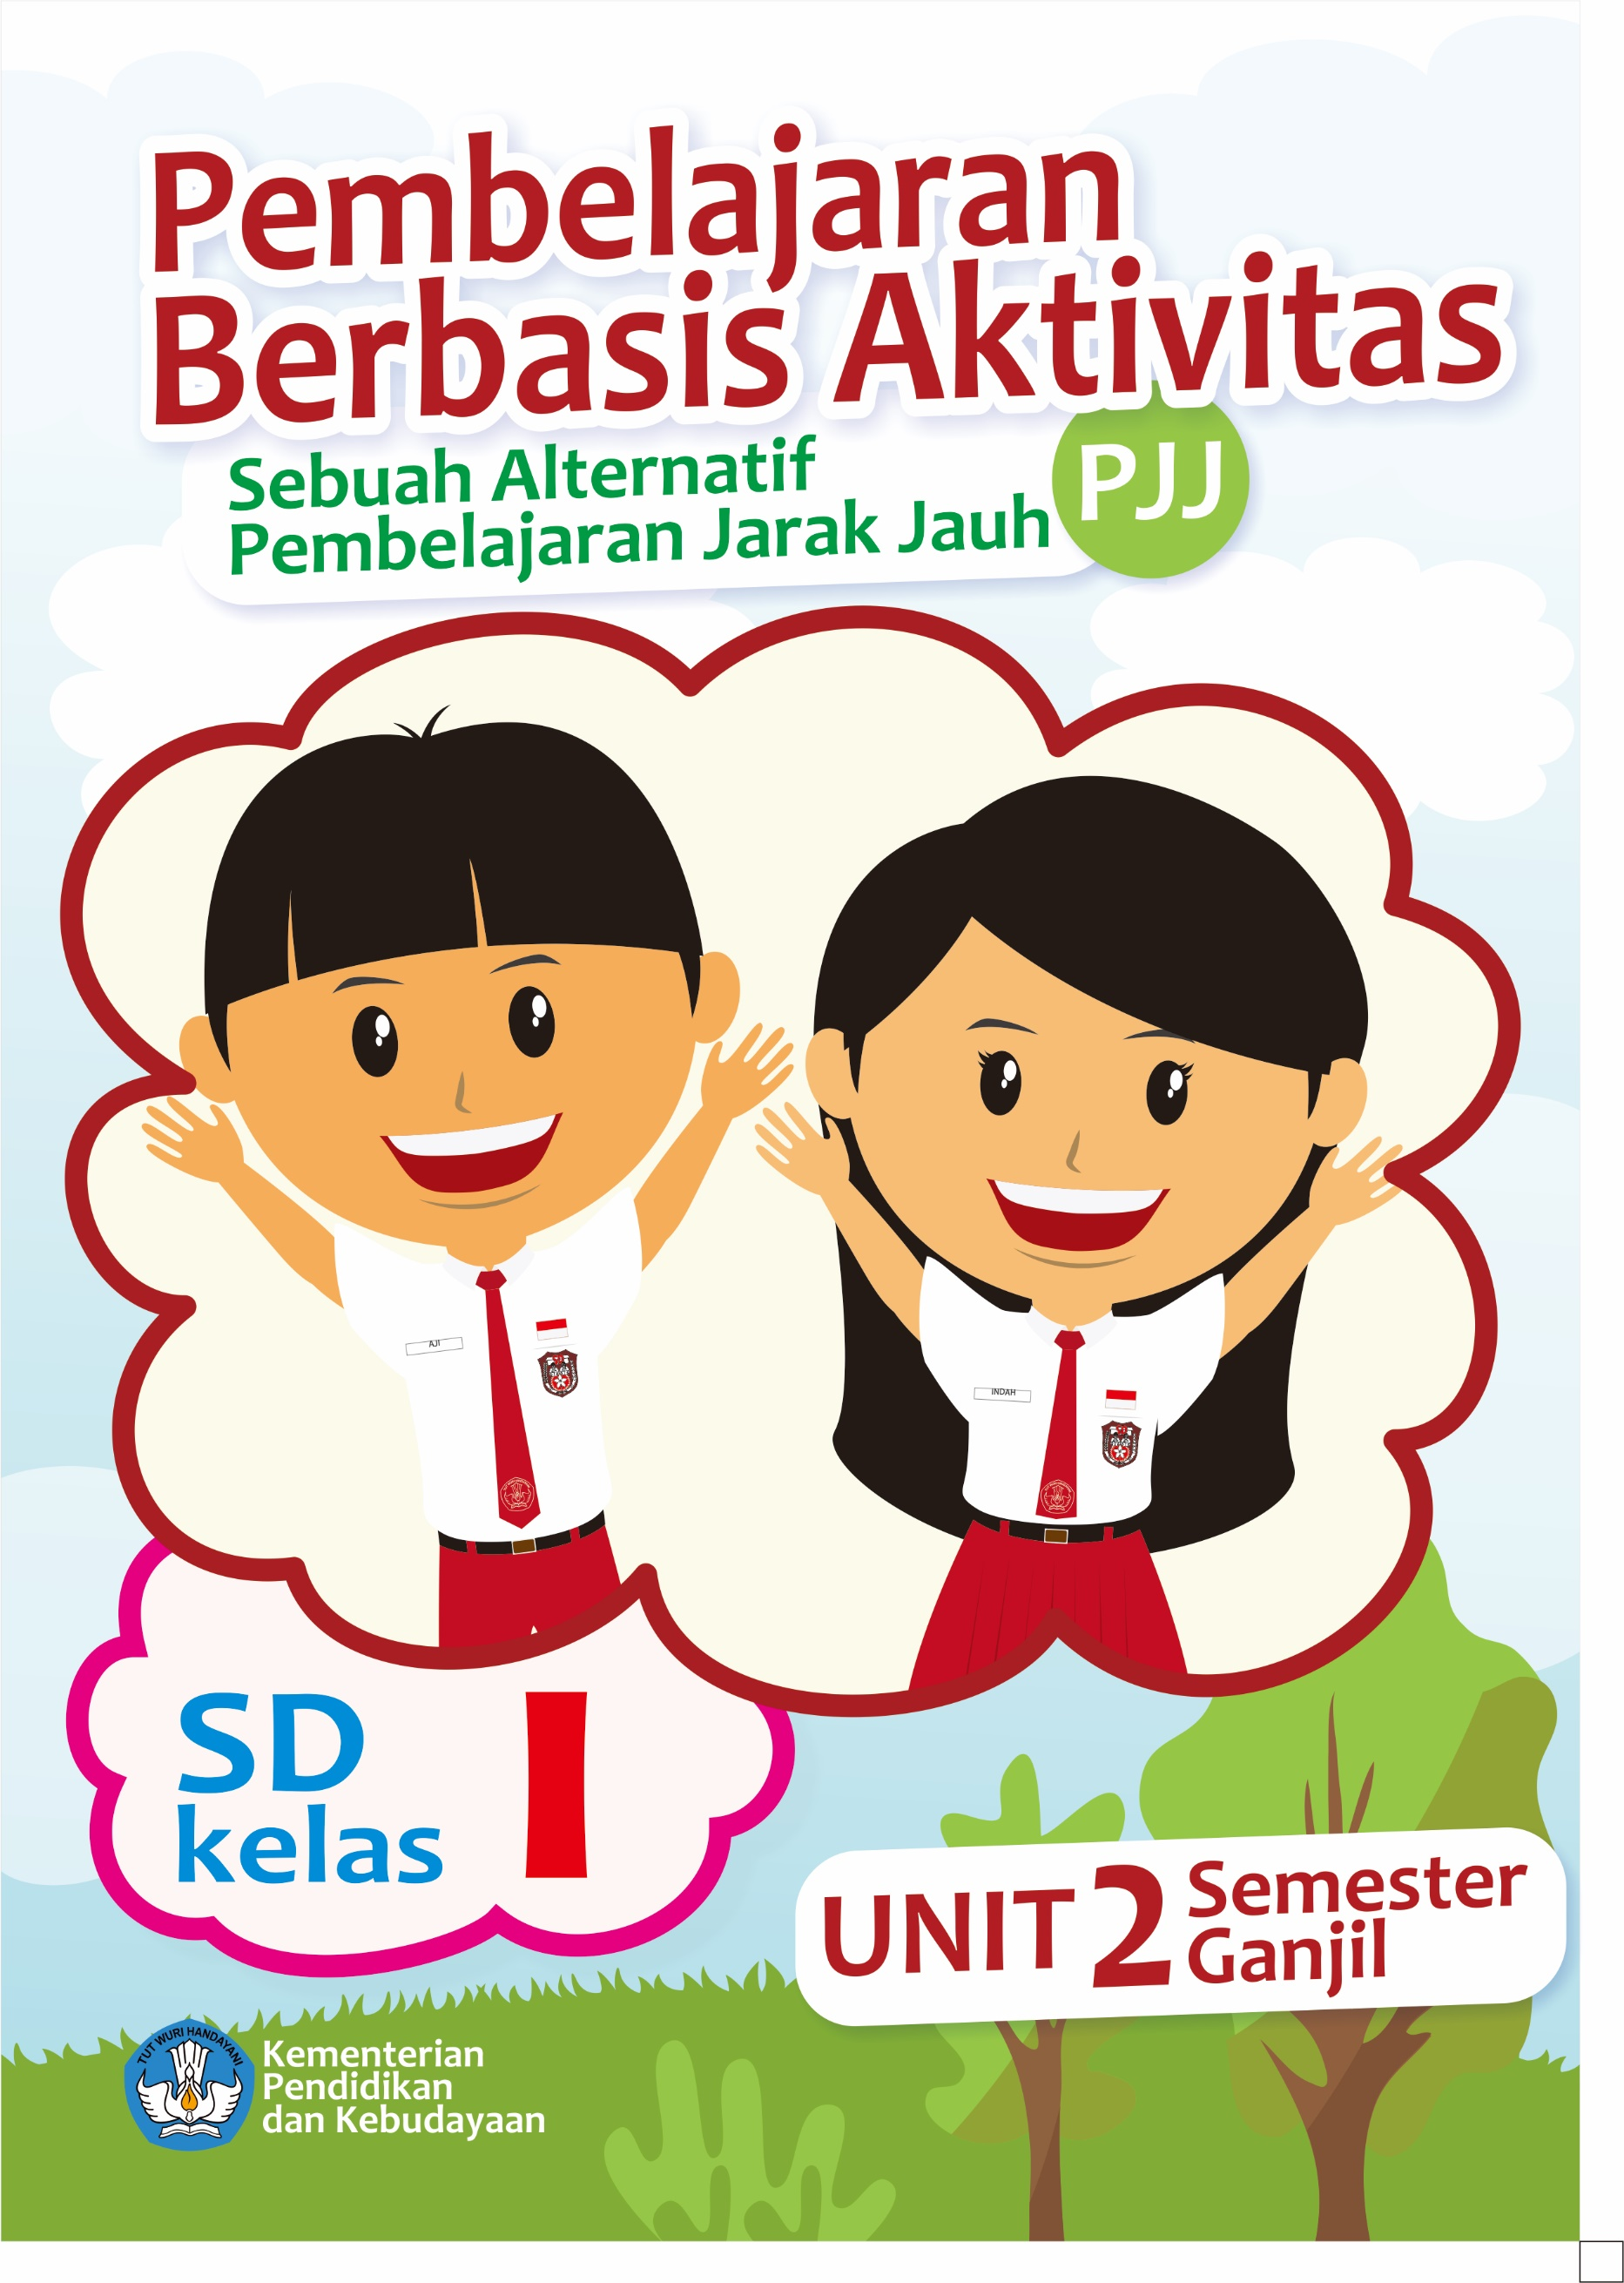 Pembelajaran
Berbasis Aktivitas
Sebuah Alternatif
Pembelajaran Jarak Jauh
PJJ
AJI
INDAH
SD
kelas
I
UNIT 2 Semester
Ganjil
TUT WURI HANDAYANI
Kementerian
Pendidikan
dan Kebudayaan